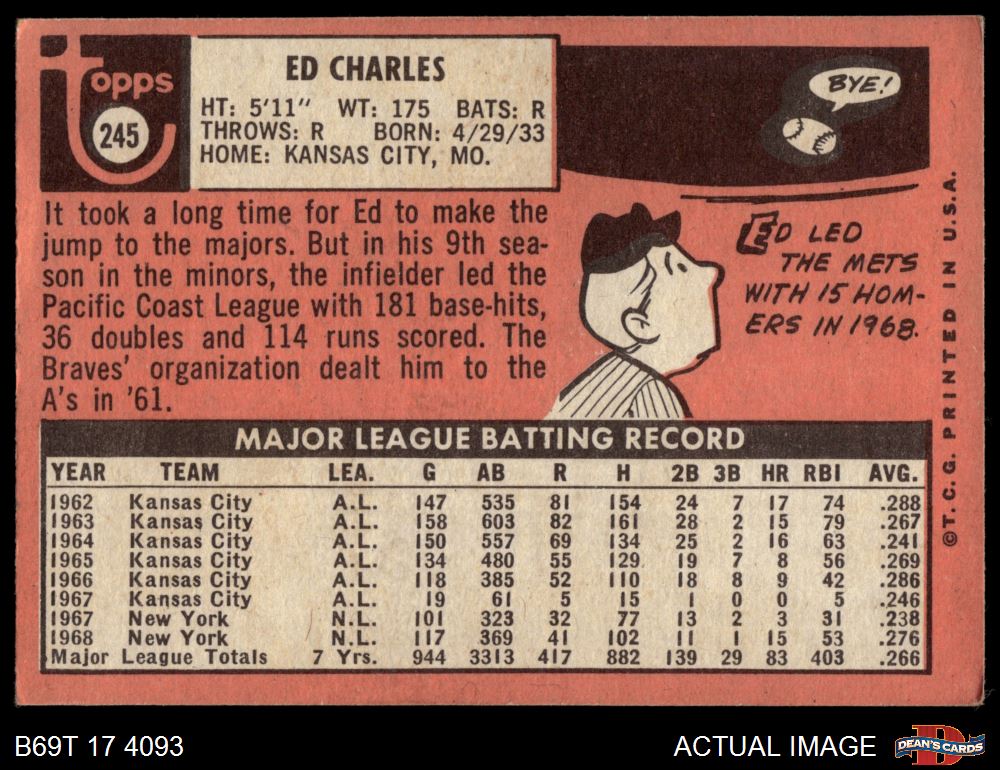 Topps
245
ED CHARLES
HT: 5'11" WT: 175 BATS: R
THROWS: R BORN: 4/29/33
HOME: KANSAS CITY, MO.
BYE!
It took a long time for Ed to make the
jump to the majors. But in his 9th sea-
son in the minors, the infielder led the
Pacific Coast League with 181 base-hits,
36 doubles and 114 runs scored. The
Braves' organization dealt him to the
A's in '61.
ED LED
THE METS
WITH 15 HOM-
ERS IN 1968.
©T.C.G. PRINTED IN U.S.A.
MAJOR LEAGUE BATTING RECORD
YEAR TEAM LEA. G AB R H 2B 3B HR RBI AVG.
1962 Kansas City A.L. 147 535 81 154 24 7 17 74 .288
1963 Kansas City A.L. 158 603 82 161 28 2 15 79 .267
1964 Kansas City A.L. 150 557 69 134 25 2 16 63 .241
1965 Kansas City A.L. 134 480 55 129 19 7 8 56 .269
1966 Kansas City A.L. 118 385 52 110 18 8 9 42 .286
1967 Kansas City A.L. 19 61 5 15 1 0 0 5 .246
1967 New York N.L. 101 323 32 77 13 2 3 31 .238
1968 New York N.L. 117 369 41 102 11 1 15 53 .276
Major League Totals 7 Yrs. 944 3313 417 882 139 29 83 403 .266
B69T 17 4093
ACTUAL IMAGE
DEAN'S CARDS